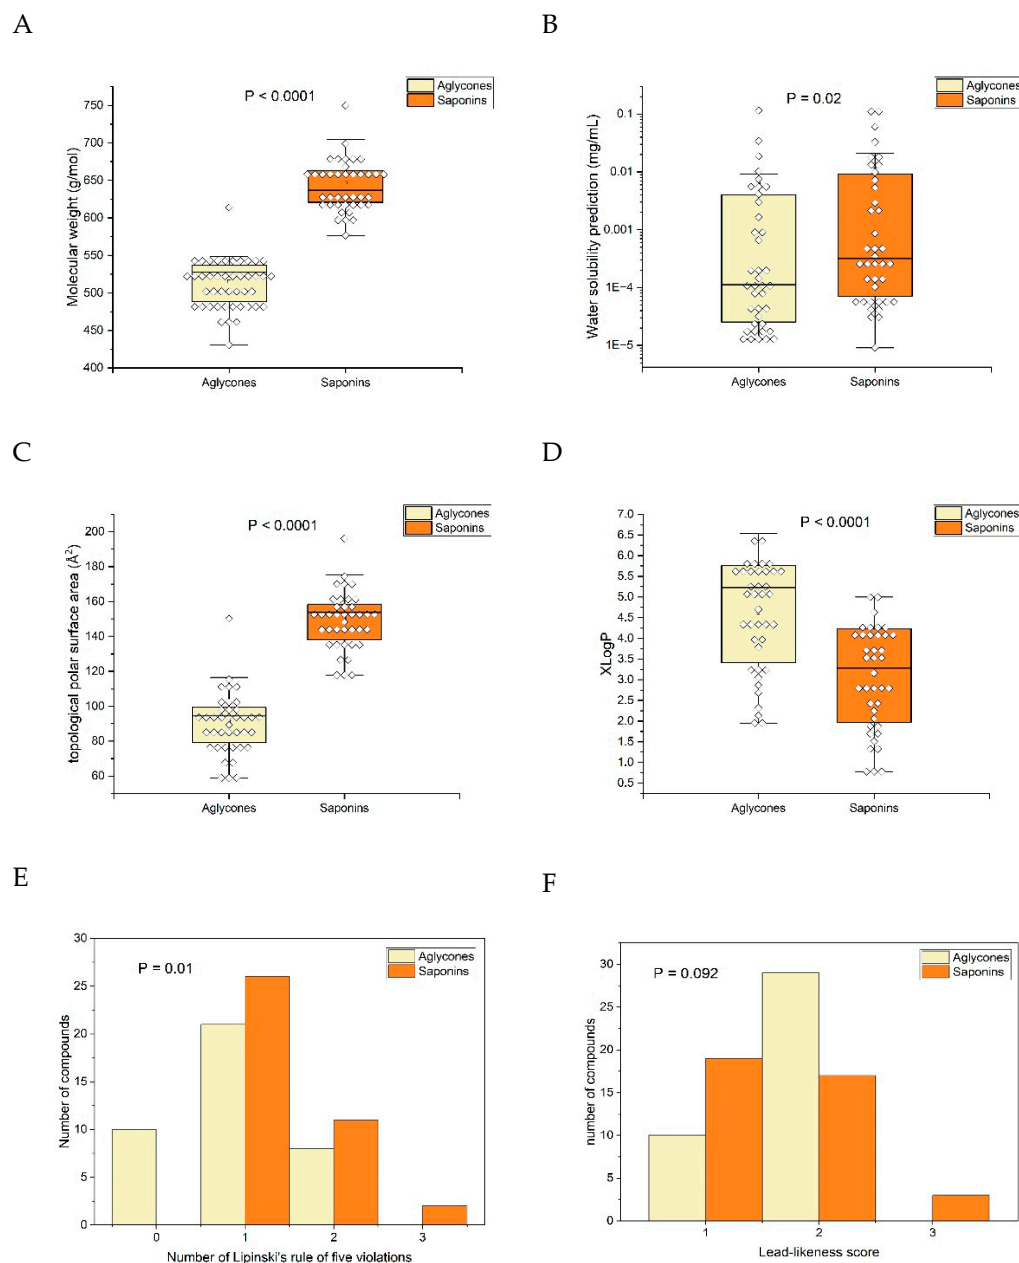 A
B
Aglycones
Saponins
P < 0.0001
Molecular weight (g/mol)
750
700
650
600
550
500
450
400
Aglycones
Saponins
Aglycones
Saponins
P = 0.02
Water solubility prediction (mg/mL)
0.1
0.01
0.001
1E−4
1E−5
Aglycones
Saponins
C
D
Aglycones
Saponins
P < 0.0001
topological polar surface area (Å²)
200
180
160
140
120
100
80
60
Aglycones
Saponins
Aglycones
Saponins
P < 0.0001
XLogP
7.0
6.5
6.0
5.5
5.0
4.5
4.0
3.5
3.0
2.5
2.0
1.5
1.0
0.5
Aglycones
Saponins
E
F
Aglycones
Saponins
P = 0.01
Number of compounds
30
25
20
15
10
5
0
0
1
2
3
Number of Lipinski's rule of five violations
Aglycones
Saponins
P = 0.092
number of compounds
30
25
20
15
10
5
0
1
2
3
Lead-likeness score